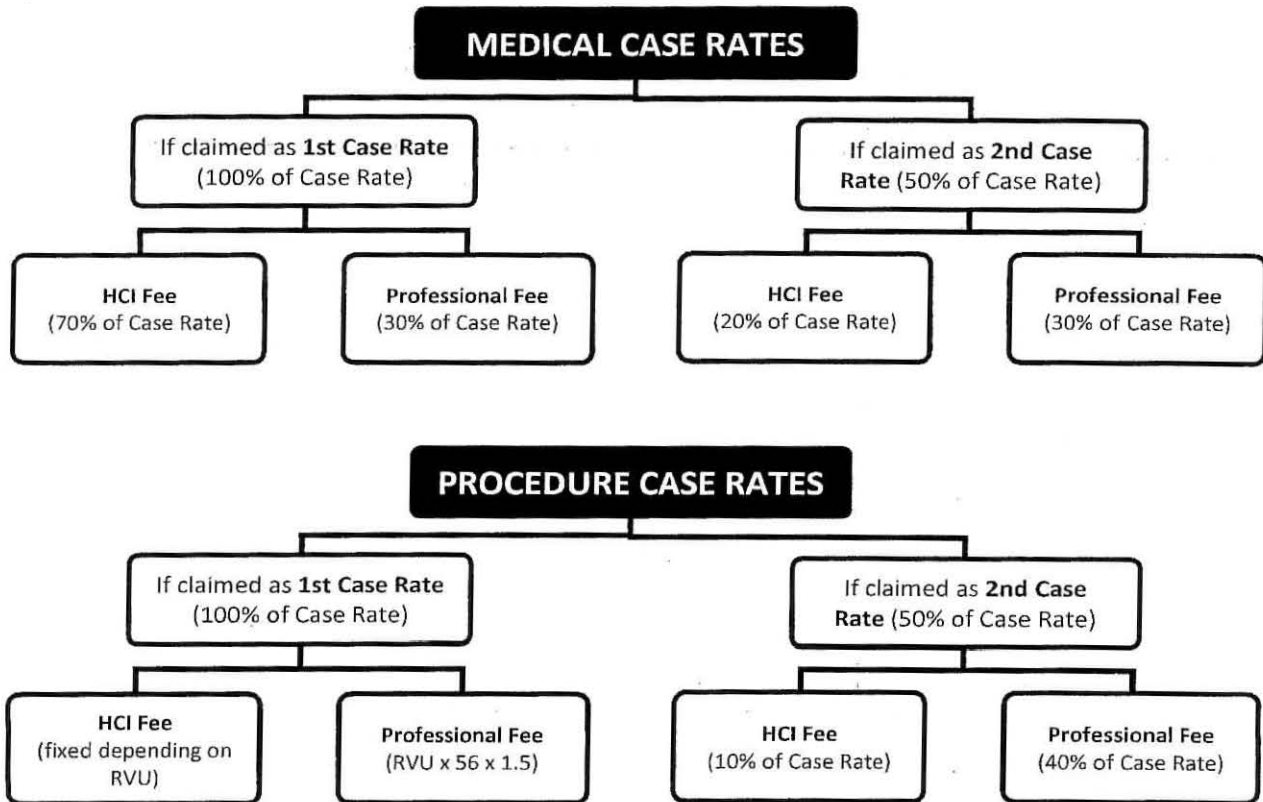 MEDICAL CASE RATES
If claimed as 1st Case Rate
(100% of Case Rate)
If claimed as 2nd Case
Rate (50% of Case Rate)
HCI Fee
(70% of Case Rate)
Professional Fee
(30% of Case Rate)
HCI Fee
(20% of Case Rate)
Professional Fee
(30% of Case Rate)
PROCEDURE CASE RATES
If claimed as 1st Case Rate
(100% of Case Rate)
If claimed as 2nd Case
Rate (50% of Case Rate)
HCI Fee
(fixed depending on
RVU)
Professional Fee
(RVU x 56 x 1.5)
HCI Fee
(10% of Case Rate)
Professional Fee
(40% of Case Rate)